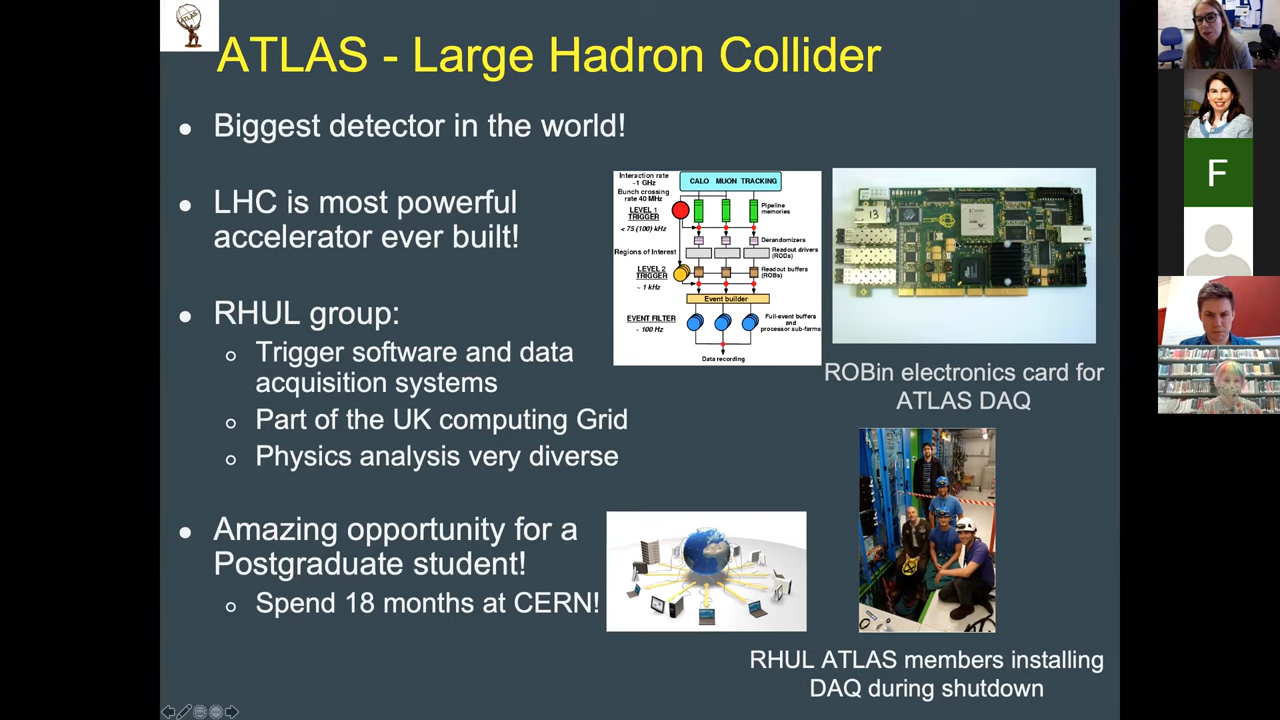 ATLAS
ATLAS - Large Hadron Collider
● Biggest detector in the world!
● LHC is most powerful
accelerator ever built!
● RHUL group:
○ Trigger software and data
acquisition systems
○ Part of the UK computing Grid
○ Physics analysis very diverse
● Amazing opportunity for a
Postgraduate student!
○ Spend 18 months at CERN!
Interaction rate
~1 GHz
Bunch crossing
rate 40 MHz
LEVEL 1
TRIGGER
< 75 (100) kHz
Regions of Interest
LEVEL 2
TRIGGER
~ 1 kHz
EVENT FILTER
~ 100 Hz
CALO MUON TRACKING
Pipeline
memories
Derandomizers
Readout drivers
(RODs)
Readout buffers
(ROBs)
Event builder
Full-event buffers
and
processor sub-farms
Data recording
13
ROBin electronics card for
ATLAS DAQ
RHUL ATLAS members installing
DAQ during shutdown
F